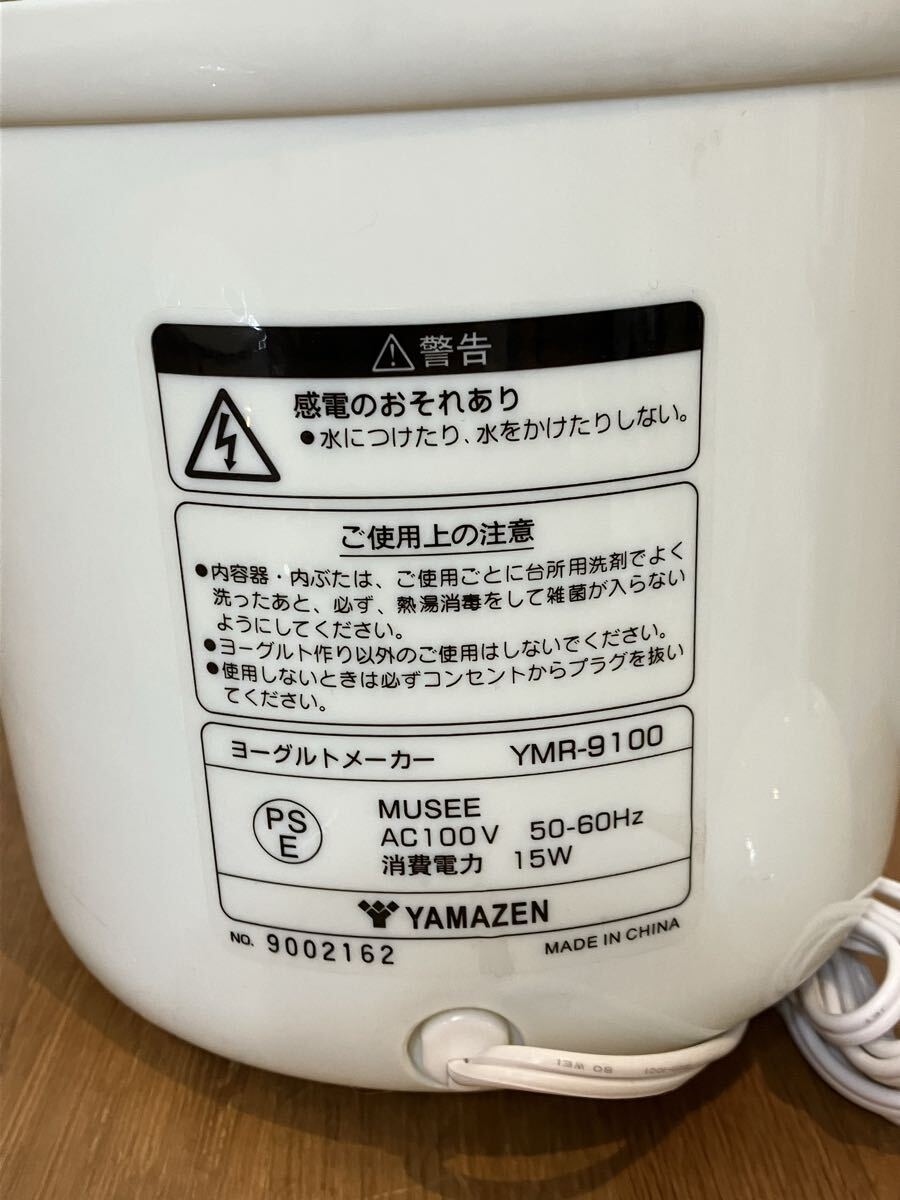 ⚠警告
感電のおそれあり
●水につけたり、水をかけたりしない。
ご使用上の注意
●内容器・内ぶたは、ご使用ごとに台所用洗剤でよく
洗ったあと、必ず、熱湯消毒をして雑菌が入らない
ようにしてください。
●ヨーグルト作り以外のご使用はしないでください。
●使用しないときは必ずコンセントからプラグを抜い
てください。
ヨーグルトメーカー YMR-9100
PS
E
MUSEE
AC100V 50-60Hz
消費電力 15W
YAMAZEN
NO. 9002162
MADE IN CHINA
BO WEI